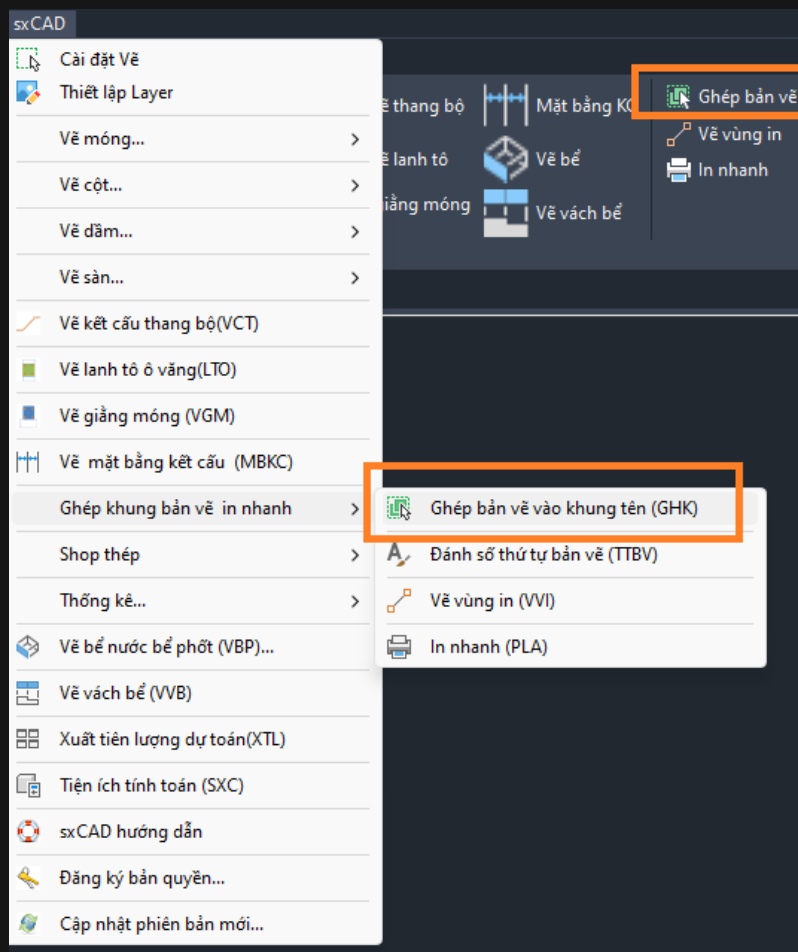 sxCAD
Cài đặt Vẽ
Thiết lập Layer
Vẽ móng...
Vẽ cột...
Vẽ dầm...
Vẽ sàn...
Vẽ kết cấu thang bộ(VCT)
Vẽ lanh tô ô văng(LTO)
Vẽ giằng móng (VGM)
Vẽ mặt bằng kết cấu (MBKC)
Ghép khung bản vẽ in nhanh
Shop thép
Thống kê...
Vẽ bể nước bể phốt (VBP)...
Vẽ vách bể (VVB)
Xuất tiên lượng dự toán(XTL)
Tiện ích tính toán (SXC)
sxCAD hướng dẫn
Đăng ký bản quyền...
Cập nhật phiên bản mới...
thang bộ
lanh tô
móng
Mặt bằng
Vẽ bể
Vẽ vách bể
Ghép bản vẽ
Vẽ vùng in
In nhanh
Ghép bản vẽ vào khung tên (GHK)
Đánh số thứ tự bản vẽ (TTBV)
Vẽ vùng in (VVI)
In nhanh (PLA)